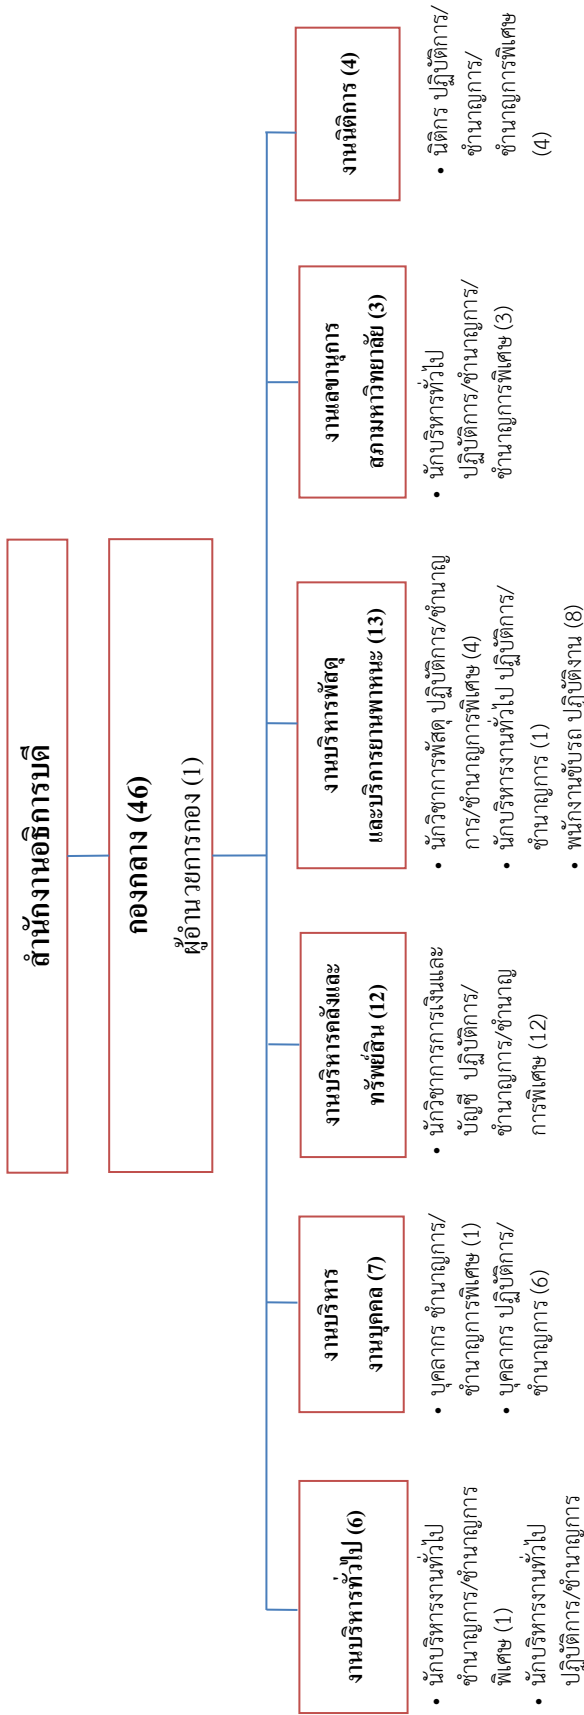 สำนักงานอธิการบดี
กองกลาง (46)
ผู้อำนวยการกอง (1)
งานบริหารทั่วไป (6)
• นักบริหารงานทั่วไป
ชำนาญการ/ชำนาญการ
พิเศษ (1)
• นักบริหารงานทั่วไป
ปฏิบัติการ/ชำนาญการ
งานบริหาร
งานบุคคล (7)
• บุคลากร ชำนาญการ/
ชำนาญการพิเศษ (1)
• บุคลากร ปฏิบัติการ/
ชำนาญการ (6)
งานบริหารคลังและ
ทรัพย์สิน (12)
• นักวิชาการการเงินและ
บัญชี ปฏิบัติการ/
ชำนาญการ/ชำนาญ
การพิเศษ (12)
งานบริหารพัสดุ
และบริการยานพาหนะ (13)
• นักวิชาการพัสดุ ปฏิบัติการ/ชำนาญ
การ/ชำนาญการพิเศษ (4)
• นักบริหารงานทั่วไป ปฏิบัติการ/
ชำนาญการ (1)
• พนักงานขับรถ ปฏิบัติงาน (8)
งานเลขานุการ
สภามหาวิทยาลัย (3)
• นักบริหารทั่วไป
ปฏิบัติการ/ชำนาญการ/
ชำนาญการพิเศษ (3)
งานนิติการ (4)
• นิติกร ปฏิบัติการ/
ชำนาญการ/
ชำนาญการพิเศษ
(4)